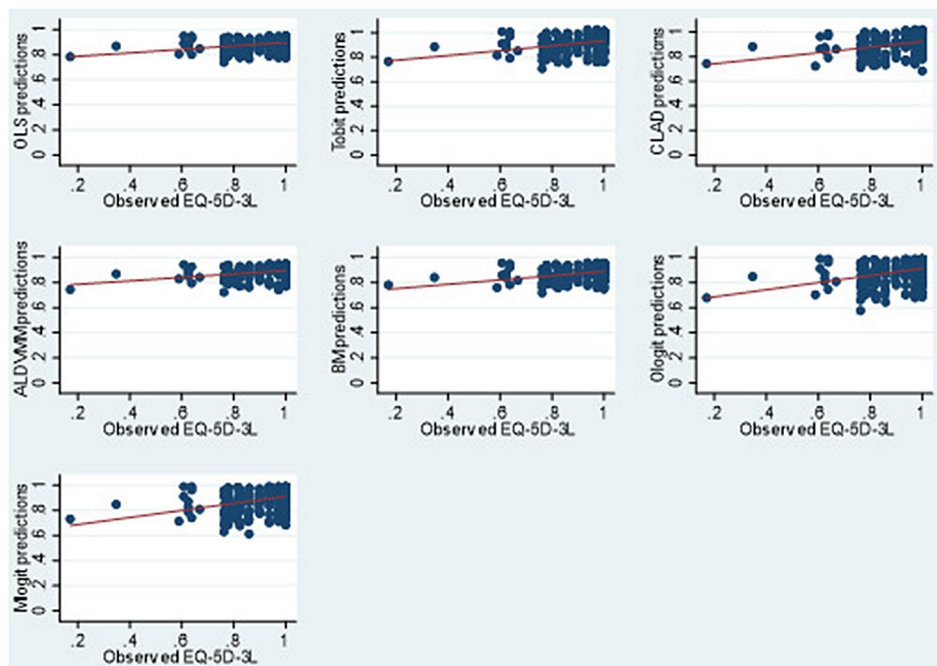 OLS predictions
0 .2 .4 .6 .8 1
.2 .4 .6 .8 1
Observed EQ-5D-3L
Tobit predictions
0 .2 .4 .6 .8 1
.2 .4 .6 .8 1
Observed EQ-5D-3L
CLAD predictions
0 .2 .4 .6 .8 1
.2 .4 .6 .8 1
Observed EQ-5D-3L
ALDVMM predictions
0 .2 .4 .6 .8 1
.2 .4 .6 .8 1
Observed EQ-5D-3L
BM predictions
0 .2 .4 .6 .8 1
.2 .4 .6 .8 1
Observed EQ-5D-3L
Ologit predictions
0 .2 .4 .6 .8 1
.2 .4 .6 .8 1
Observed EQ-5D-3L
Mlogit predictions
0 .2 .4 .6 .8 1
.2 .4 .6 .8 1
Observed EQ-5D-3L